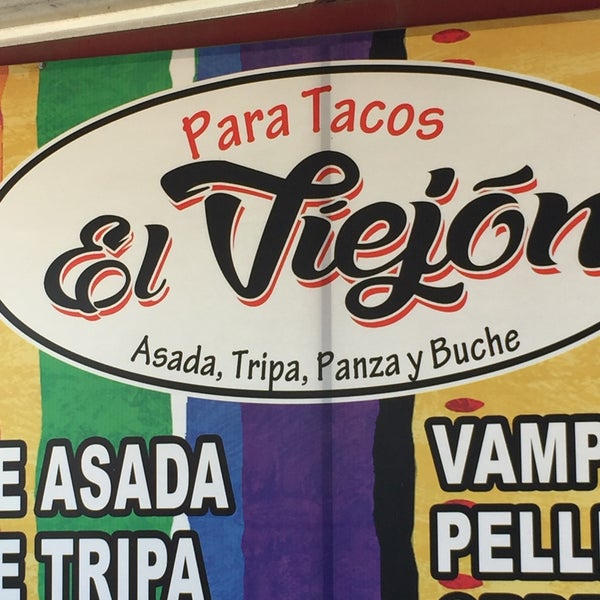 Para Tacos
El Viejón
Asada, Tripa, Panza y Buche
E ASADA
E TRIPA
VAMP
PELL